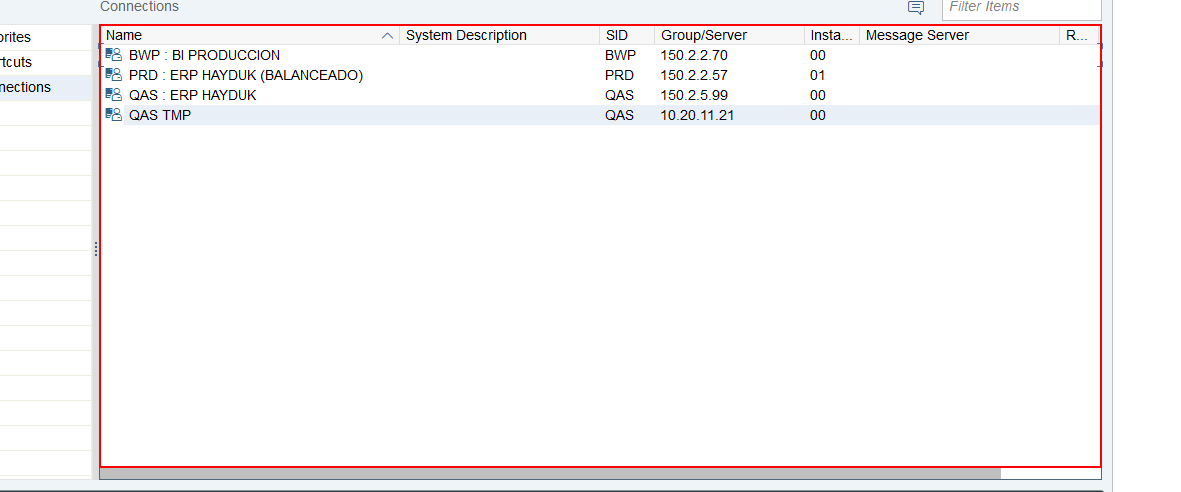 Connections
Filter Items
orites
rtcuts
nections
Name System Description SID Group/Server Insta... Message Server R...
BWP : BI PRODUCCION BWP 150.2.2.70 00
PRD : ERP HAYDUK (BALANCEADO) PRD 150.2.2.57 01
QAS : ERP HAYDUK QAS 150.2.5.99 00
QAS TMP QAS 10.20.11.21 00